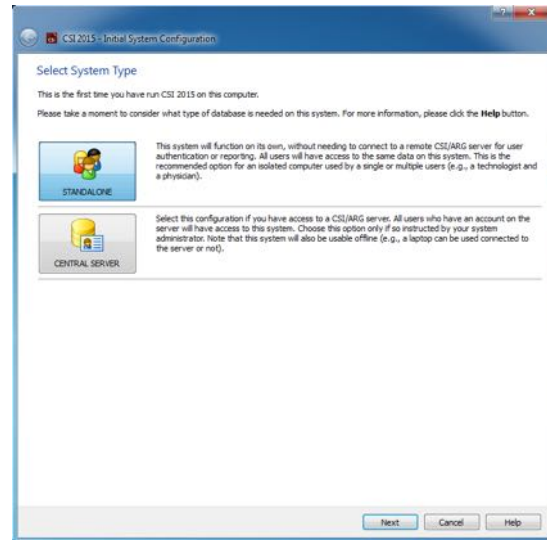 CSI 2015 - Initial System Configuration
Select System Type
This is the first time you have run CSI 2015 on this computer.
Please take a moment to consider what type of database is needed on this system. For more information, please click the Help button.
This system will function on its own, without needing to connect to a remote CSI/ARG server for user
authentication or reporting. All users will have access to the same data on this system. This is the
recommended option for an isolated computer used by a single or multiple users (e.g., a technologist and
a physician).
STANDALONE
Select this configuration if you have access to a CSI/ARG server. All users who have an account on the
server will have access to this system. Choose this option only if so instructed by your system
administrator. Note that this system will also be usable offline (e.g., a laptop can be used connected to
the server or not).
CENTRAL SERVER
Next
Cancel
Help